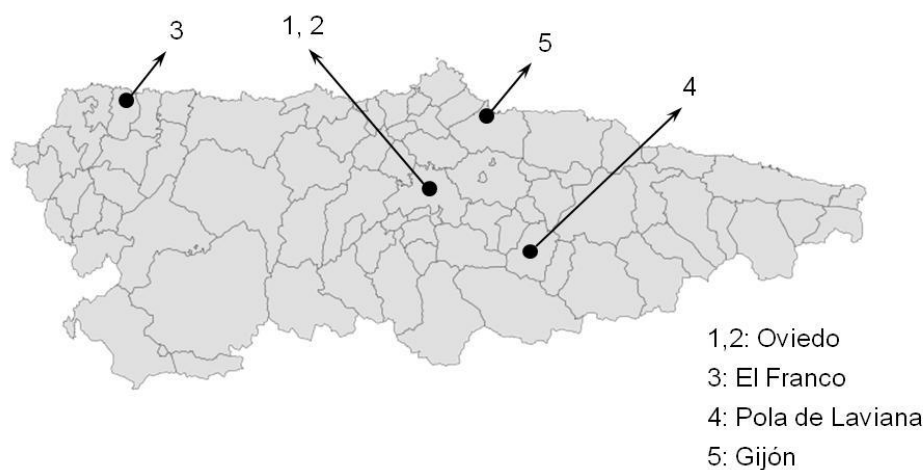 3
1, 2
5
4
1,2: Oviedo
3: El Franco
4: Pola de Laviana
5: Gijón